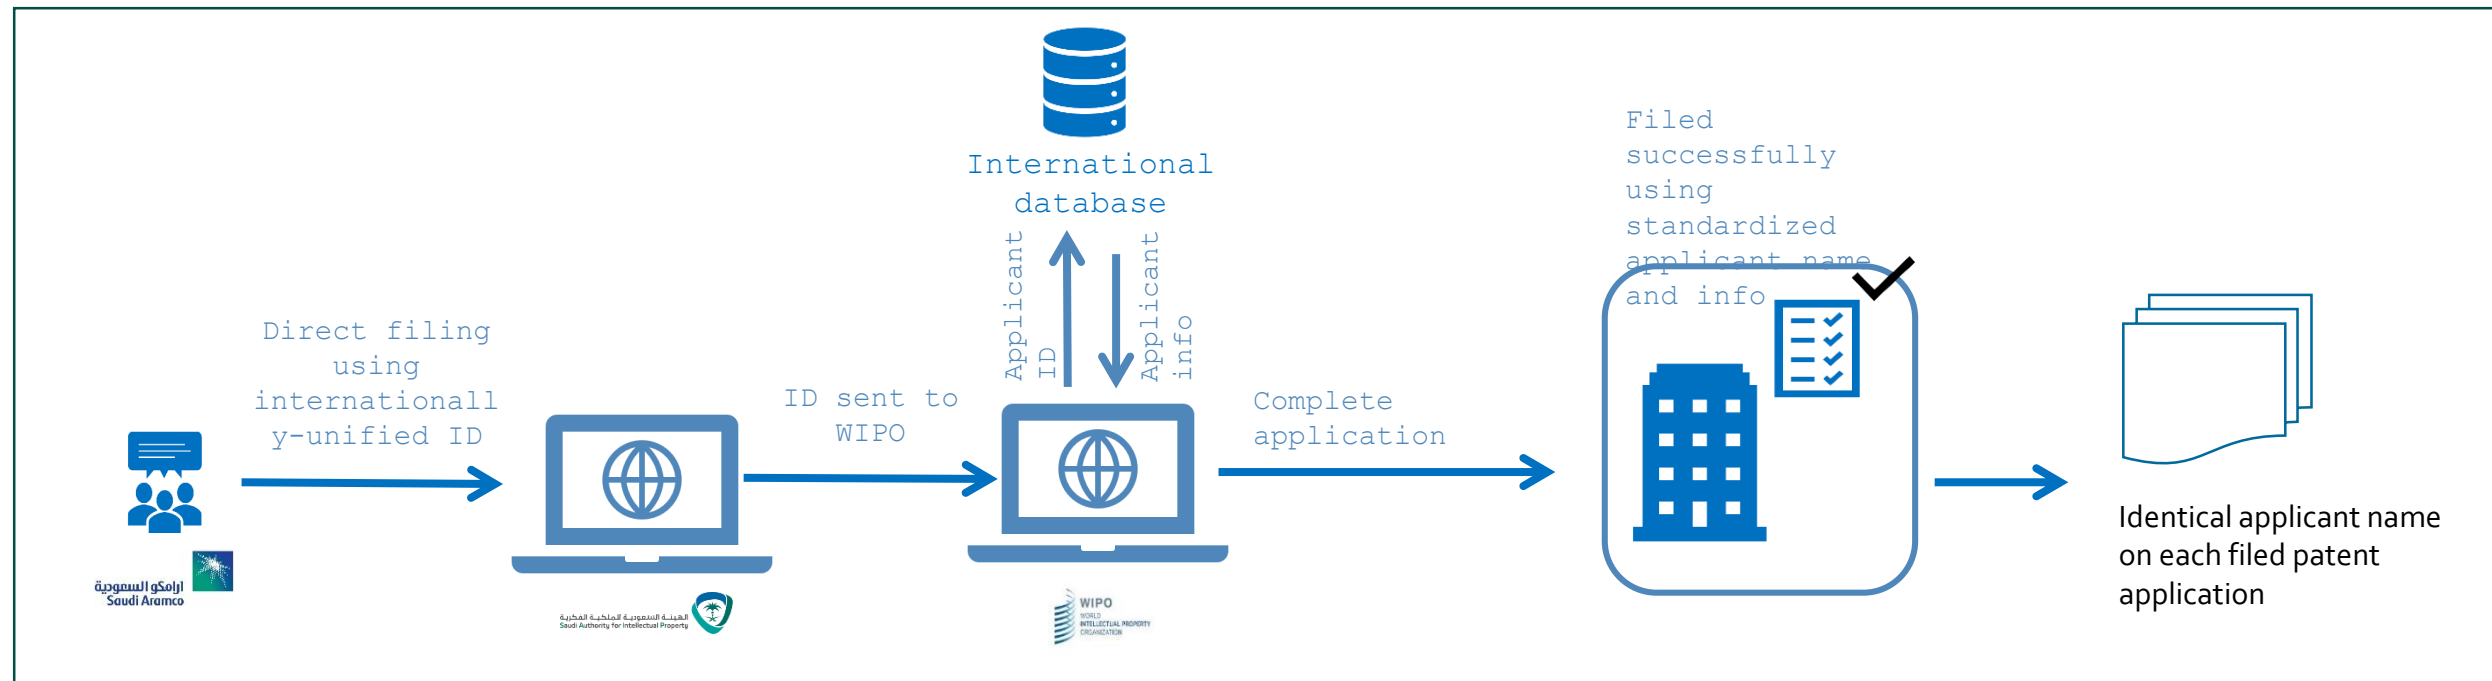 International
database
Applicant
ID
Applicant
info
Filed
successfully
using
standardized
applicant name
and info
Direct filing
using
internationall
y-unified ID
ID sent to
WIPO
Complete
application
Identical applicant name
on each filed patent
application
أرامكو السعودية
Saudi Aramco
الهيئة السعودية للملكية الفكرية
Saudi Authority for Intellectual Property
WIPO
WORLD
INTELLECTUAL PROPERTY
ORGANIZATION